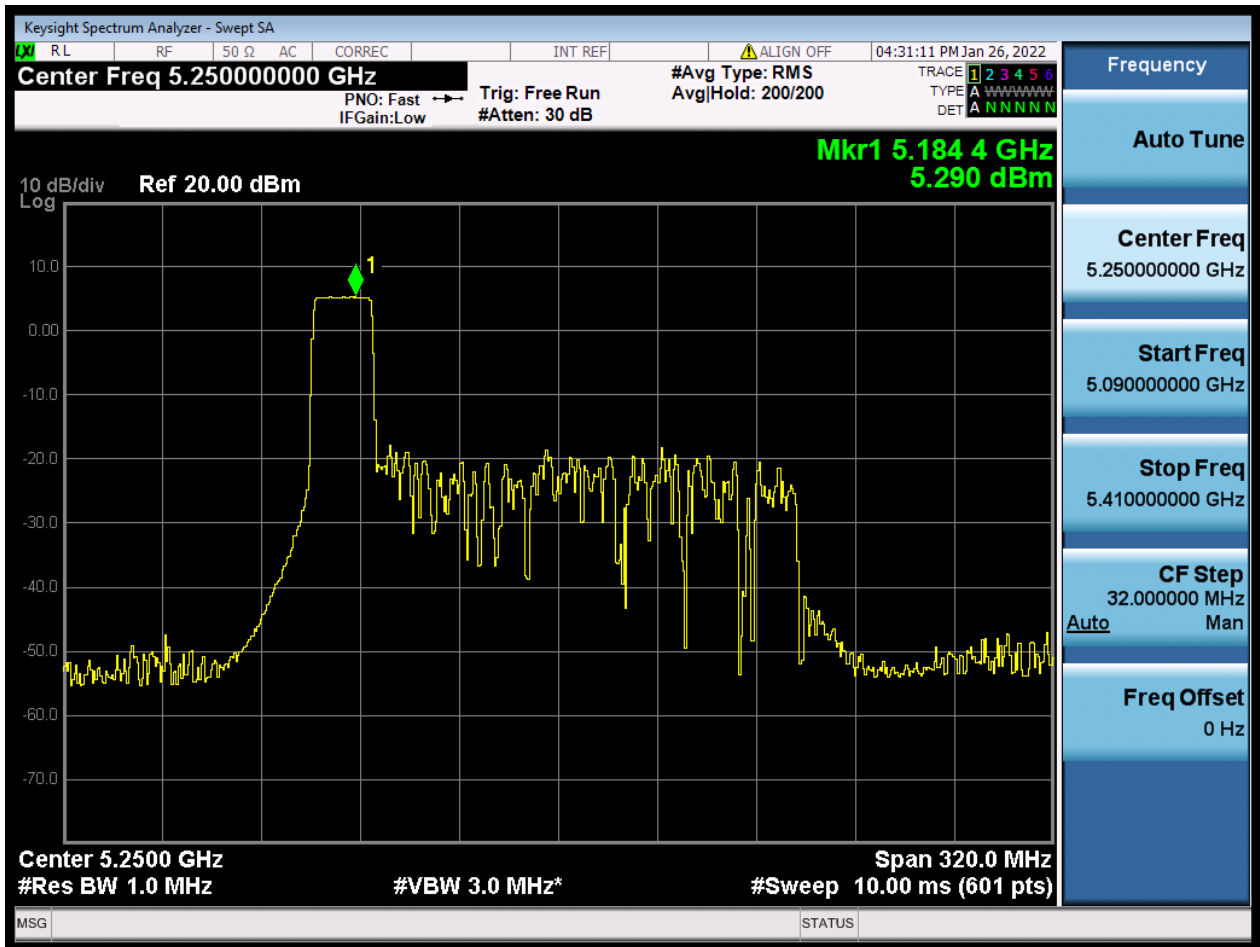 Keysight Spectrum Analyzer - Swept SA
LXI RL RF 50 Ω AC CORREC INT REF ALIGN OFF 04:31:11 PM Jan 26, 2022
Center Freq 5.250000000 GHz
PNO: Fast
IFGain:Low
Trig: Free Run
#Atten: 30 dB
#Avg Type: RMS
Avg|Hold: 200/200
TRACE 1 2 3 4 5 6
TYPE A WWWWW
DET A N N N N N
Mkr1 5.184 4 GHz
5.290 dBm
10 dB/div Ref 20.00 dBm
Log
10.0
1
0.00
-10.0
-20.0
-30.0
-40.0
-50.0
-60.0
-70.0
Center 5.2500 GHz Span 320.0 MHz
#Res BW 1.0 MHz #VBW 3.0 MHz* #Sweep 10.00 ms (601 pts)
MSG STATUS
Frequency
Auto Tune
Center Freq
5.250000000 GHz
Start Freq
5.090000000 GHz
Stop Freq
5.410000000 GHz
CF Step
32.000000 MHz
Auto Man
Freq Offset
0 Hz